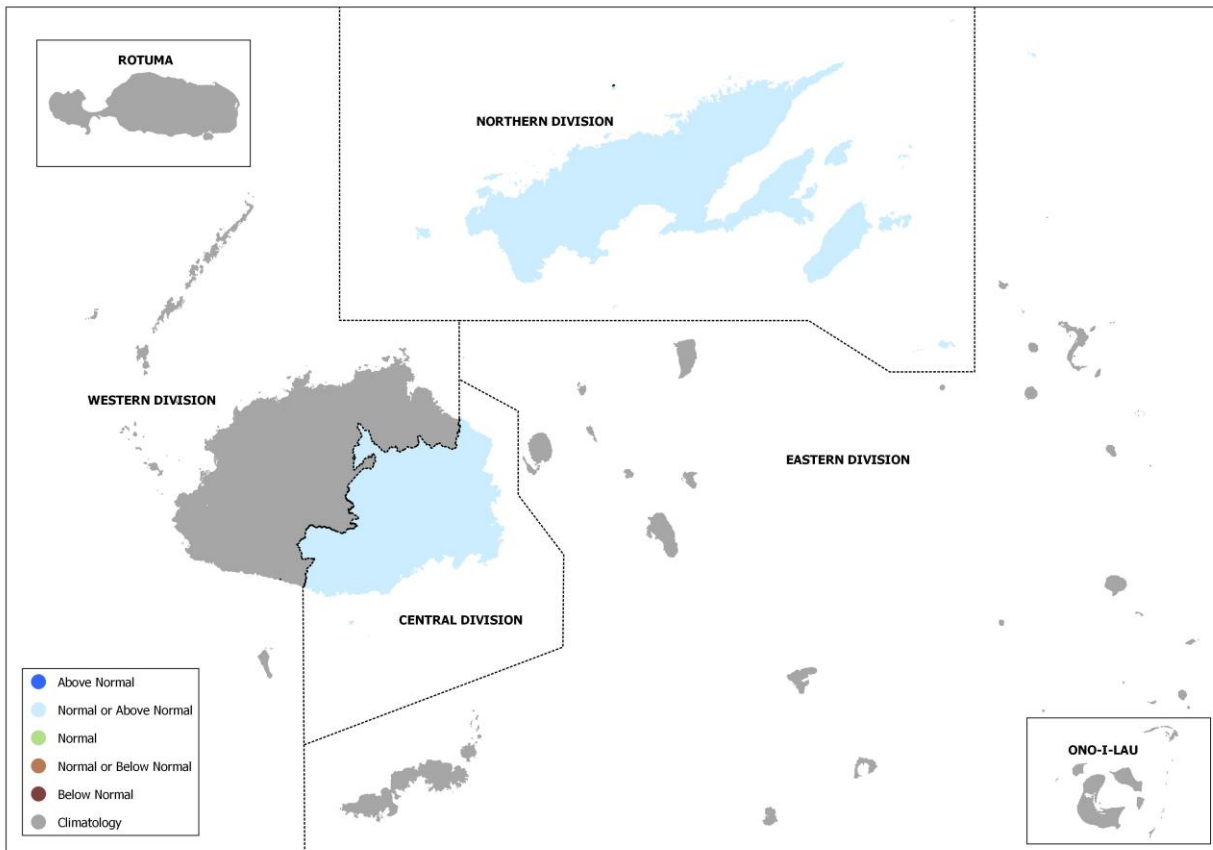 ROTUMA
NORTHERN DIVISION
WESTERN DIVISION
EASTERN DIVISION
CENTRAL DIVISION
Above Normal
Normal or Above Normal
Normal
Normal or Below Normal
Below Normal
Climatology
ONO-I-LAU